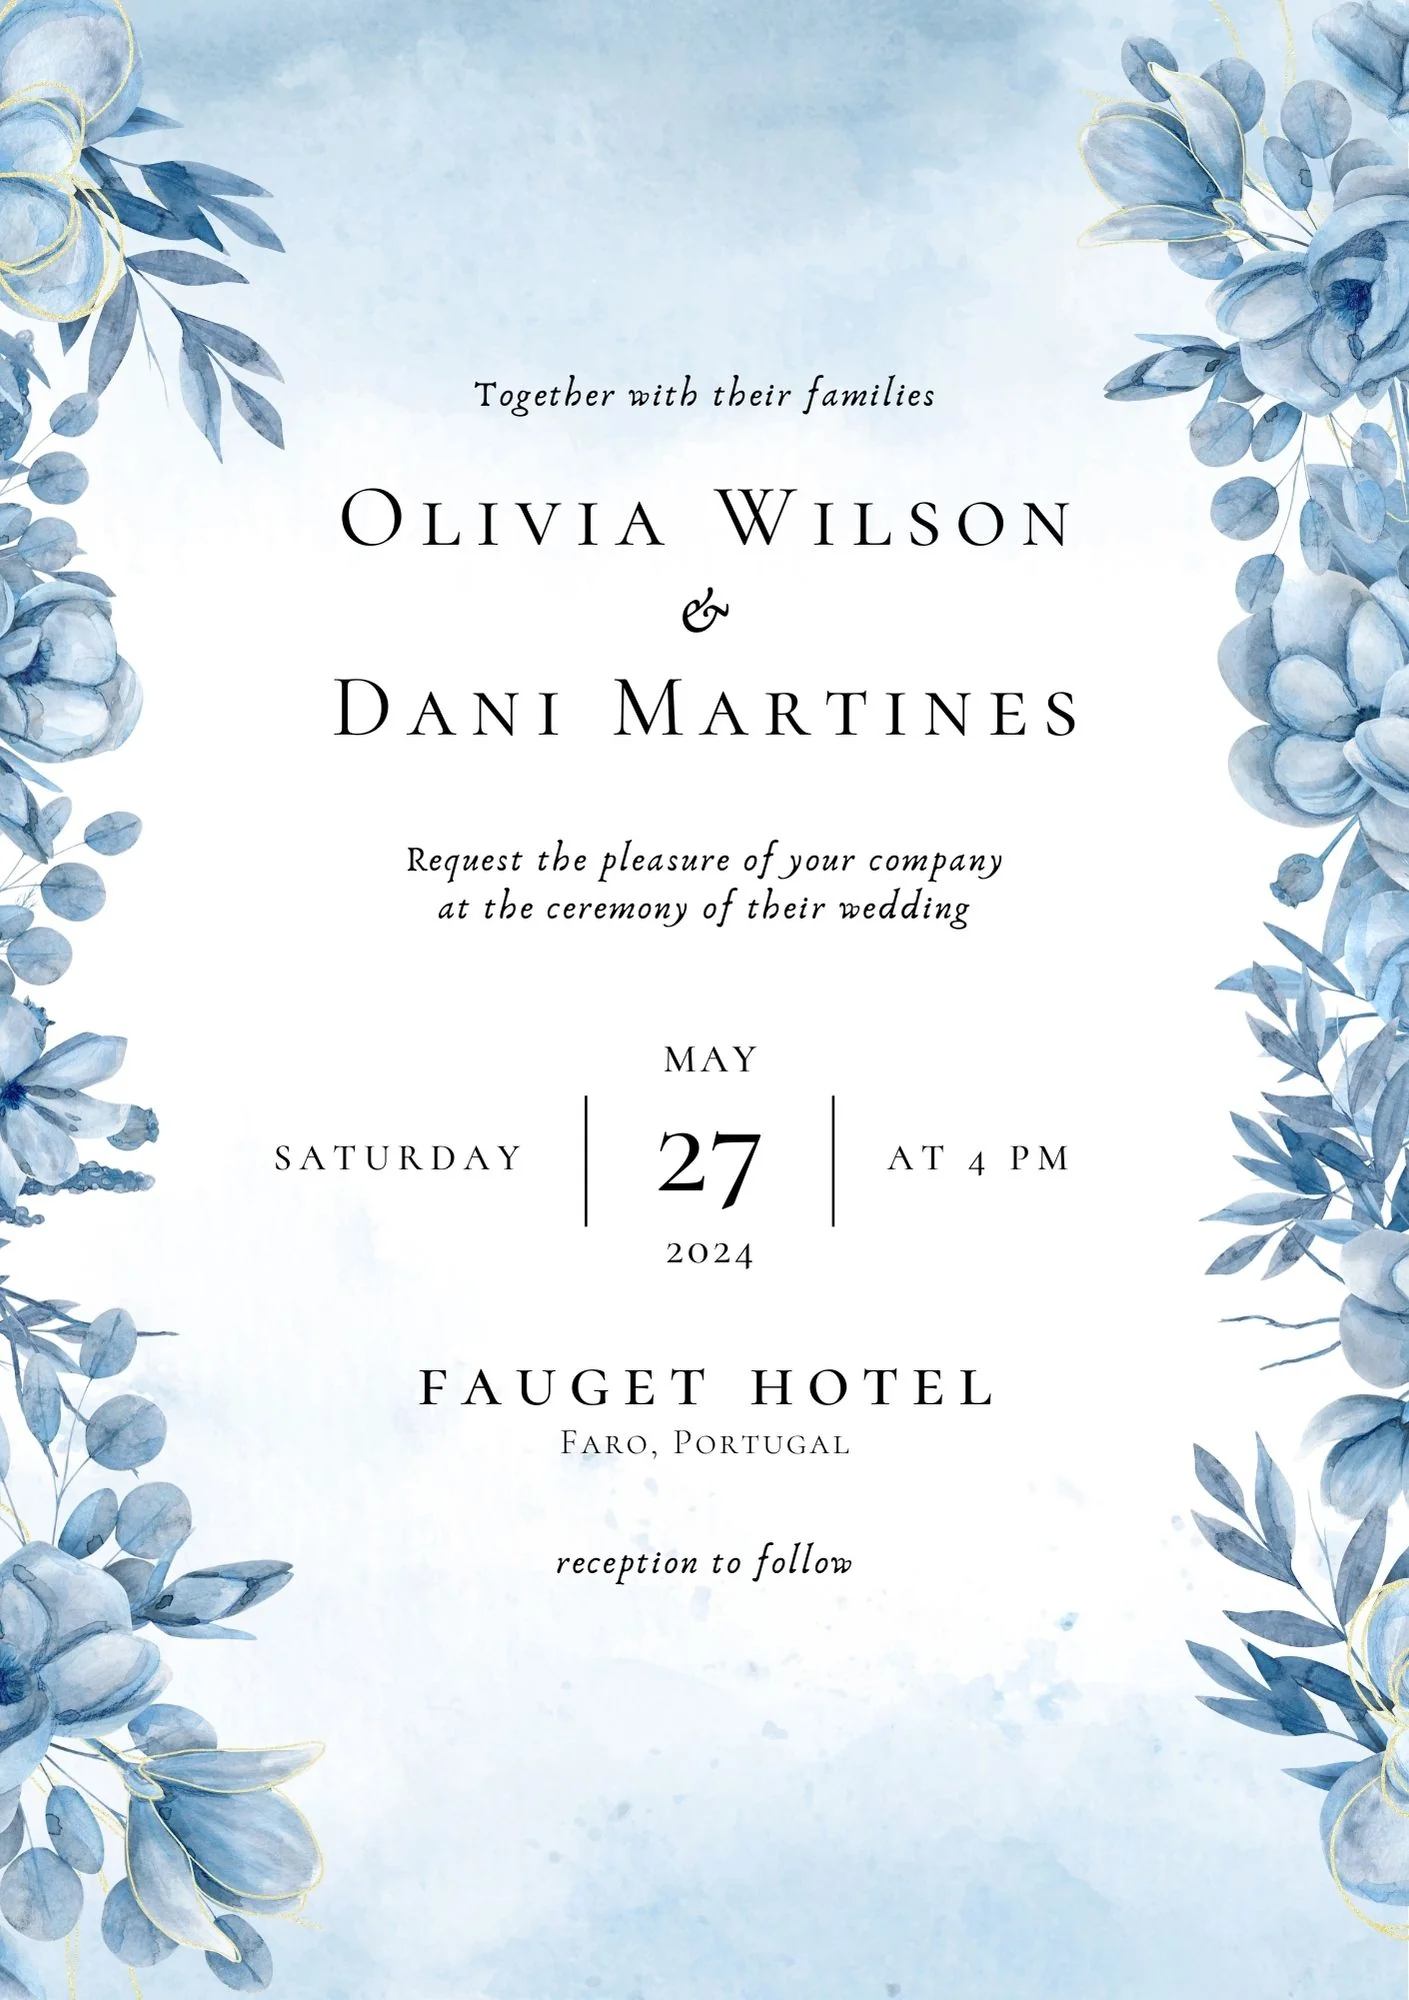 Together with their families
OLIVIA WILSON
&
DANI MARTINES
Request the pleasure of your company
at the ceremony of their wedding
MAY
SATURDAY 27 AT 4 PM
2024
FAUGET HOTEL
FARO, PORTUGAL
reception to follow